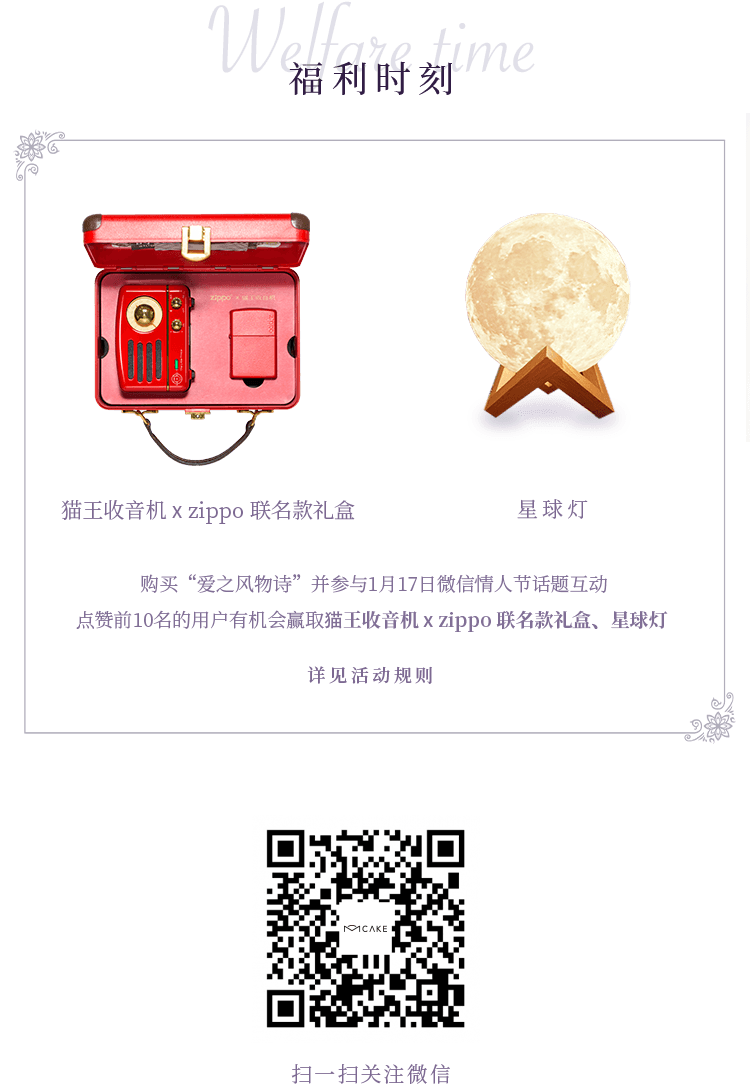 Welfare time
福利时刻
猫王收音机 x zippo 联名款礼盒
星球灯
购买“爱之风物诗”并参与1月17日微信情人节话题互动
点赞前10名的用户有机会赢取猫王收音机 x zippo 联名款礼盒、星球灯
详见活动规则
MCAKE
扫一扫关注微信